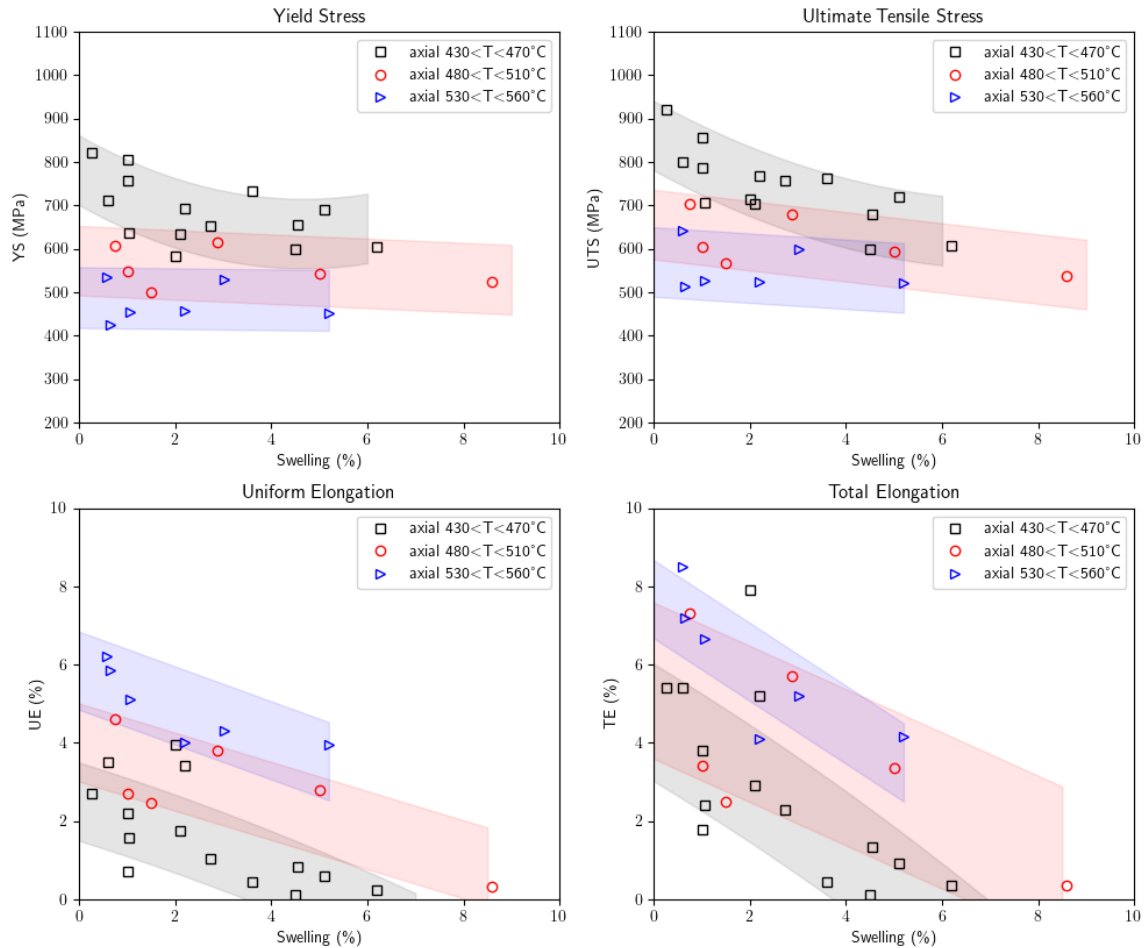 Yield Stress
1100
1000
900
800
700
600
500
400
300
200
YS (MPa)
0 2 4 6 8 10
Swelling (%)
axial 430<T<470°C
axial 480<T<510°C
axial 530<T<560°C
Ultimate Tensile Stress
1100
1000
900
800
700
600
500
400
300
200
UTS (MPa)
0 2 4 6 8 10
Swelling (%)
axial 430<T<470°C
axial 480<T<510°C
axial 530<T<560°C
Uniform Elongation
10
8
6
4
2
0
UE (%)
0 2 4 6 8 10
Swelling (%)
axial 430<T<470°C
axial 480<T<510°C
axial 530<T<560°C
Total Elongation
10
8
6
4
2
0
TE (%)
0 2 4 6 8 10
Swelling (%)
axial 430<T<470°C
axial 480<T<510°C
axial 530<T<560°C